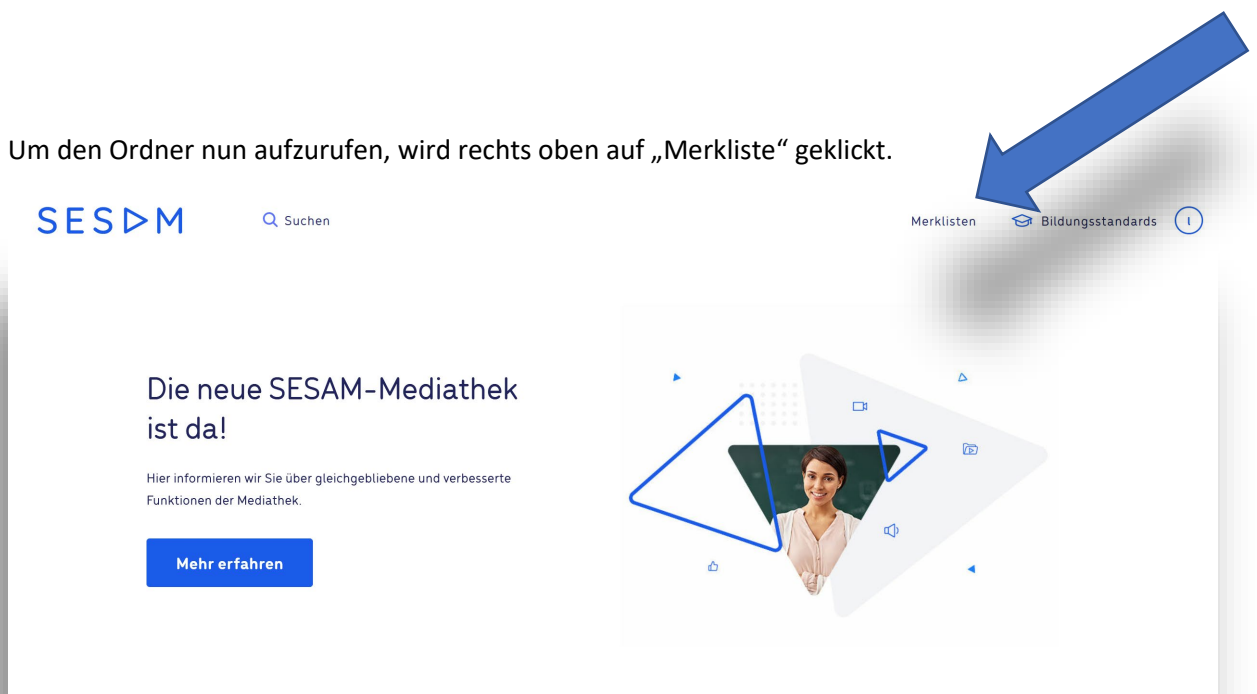 Um den Ordner nun aufzurufen, wird rechts oben auf „Merkliste“ geklickt.
SESAM
Suchen
Merklisten
Bildungsstandards
I
Die neue SESAM-Mediathek
ist da!
Hier informieren wir Sie über gleichgebliebene und verbesserte
Funktionen der Mediathek.
Mehr erfahren